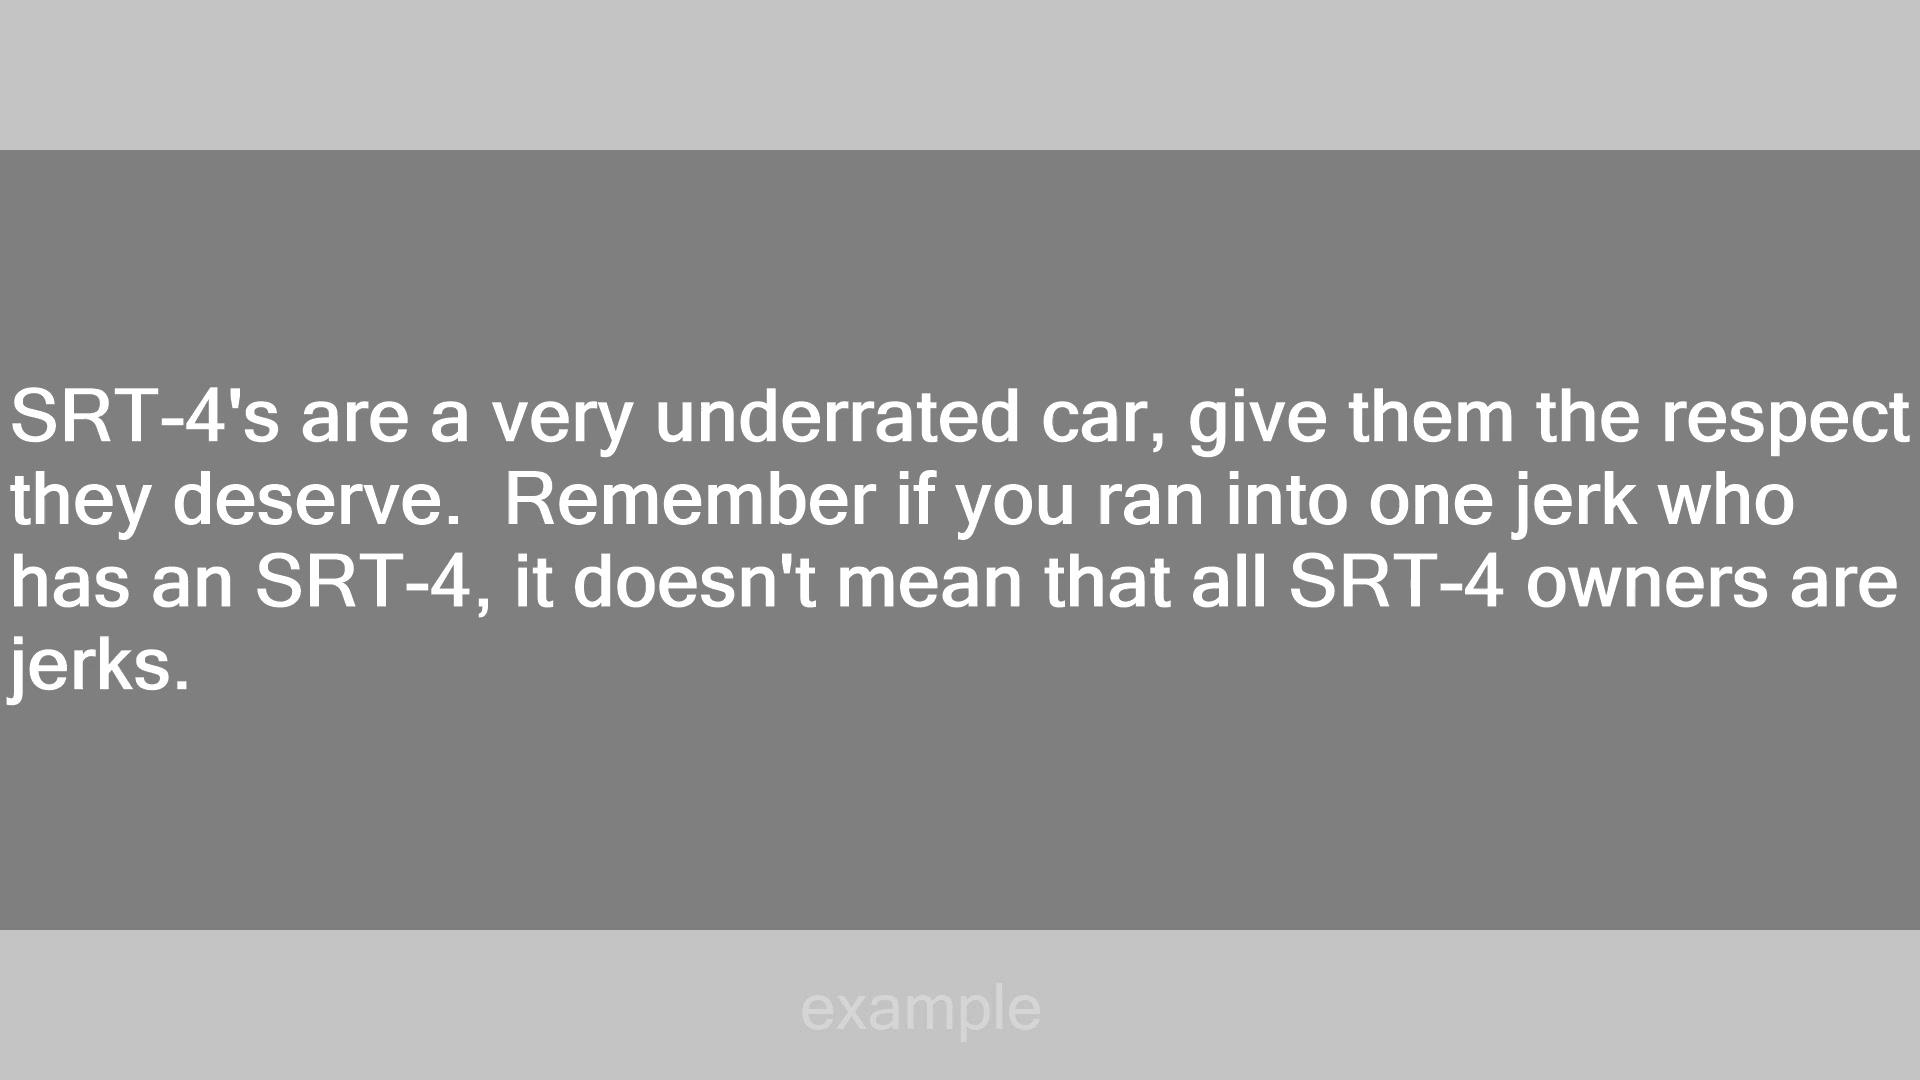 SRT-4's are a very underrated car, give them the respect
they deserve.  Remember if you ran into one jerk who
has an SRT-4, it doesn't mean that all SRT-4 owners are
jerks.
example